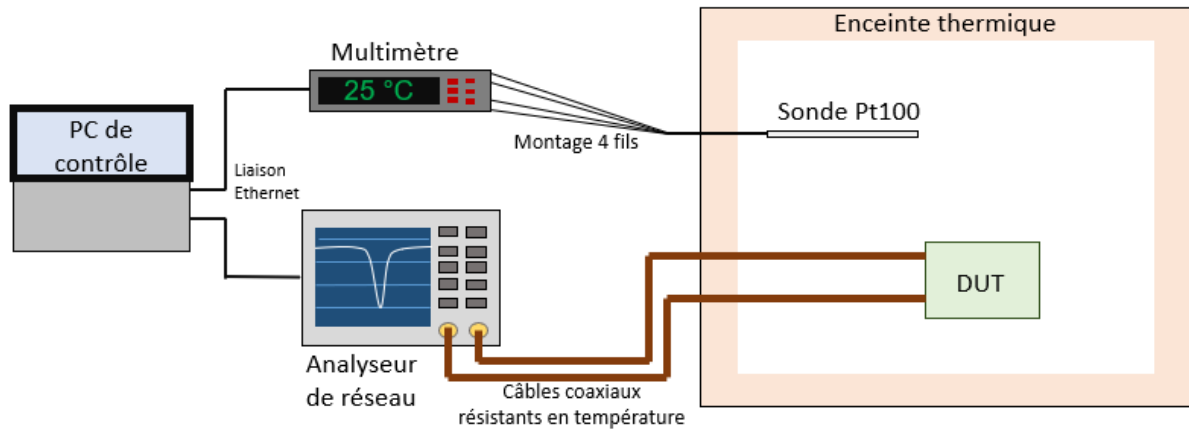 Enceinte thermique
Multimètre
25 °C
Sonde Pt100
PC de
contrôle
Montage 4 fils
Liaison
Ethernet
DUT
Analyseur
de réseau
Câbles coaxiaux
résistants en température